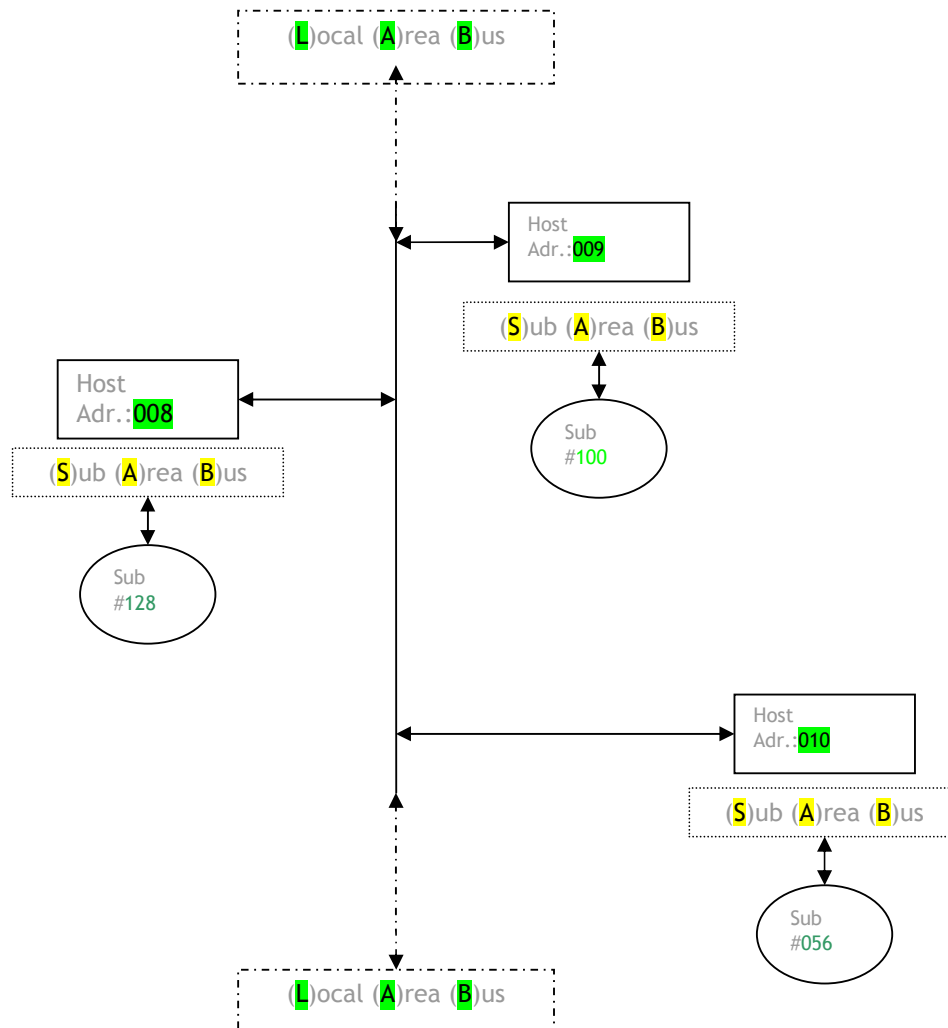 (L)ocal (A)rea (B)us
Host
Adr.:009
(S)ub (A)rea (B)us
Host
Adr.:008
Sub
#100
(S)ub (A)rea (B)us
Sub
#128
Host
Adr.:010
(S)ub (A)rea (B)us
Sub
#056
(L)ocal (A)rea (B)us